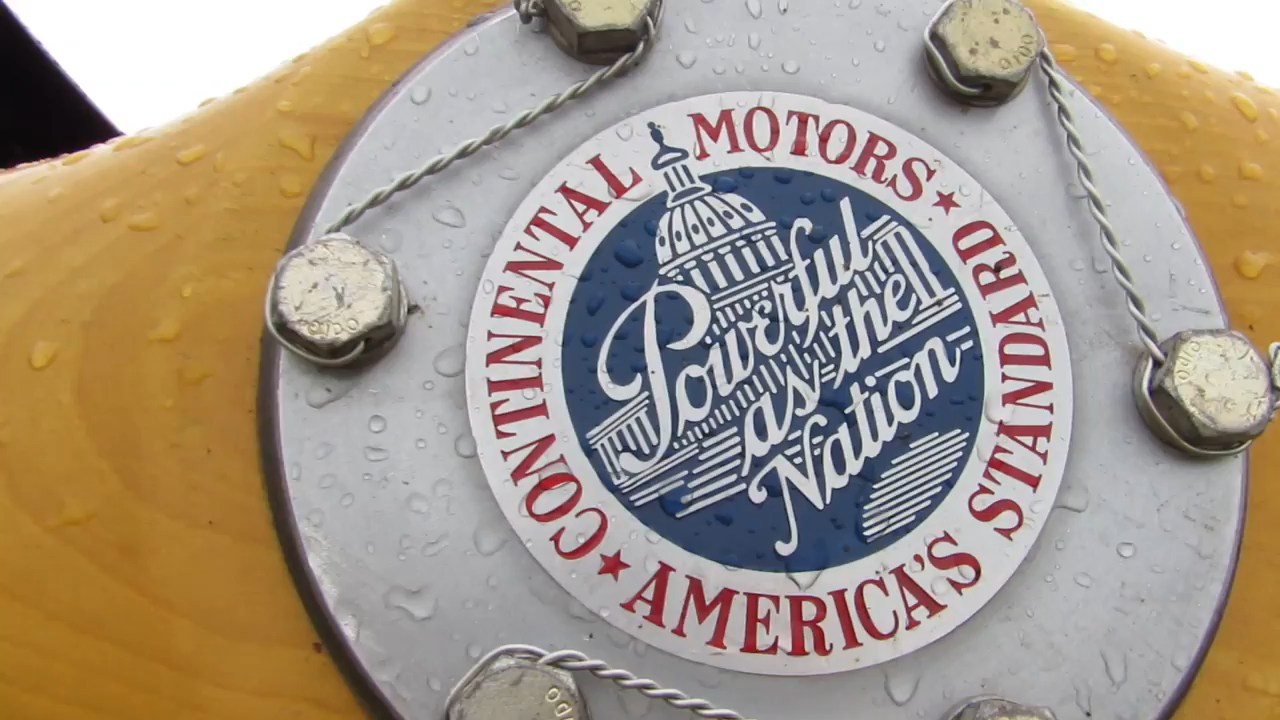 CONTINENTAL MOTORS
AMERICA'S STANDARD
Powerful
as the
Nation